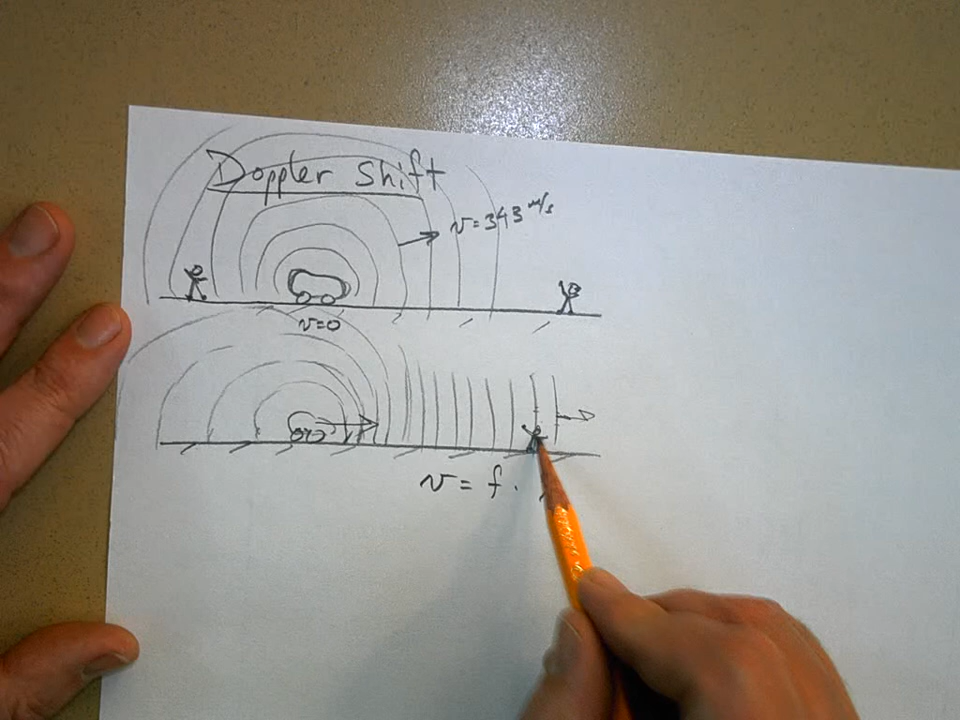 Doppler Shift
v=343 m/s
v=0
v = f ·